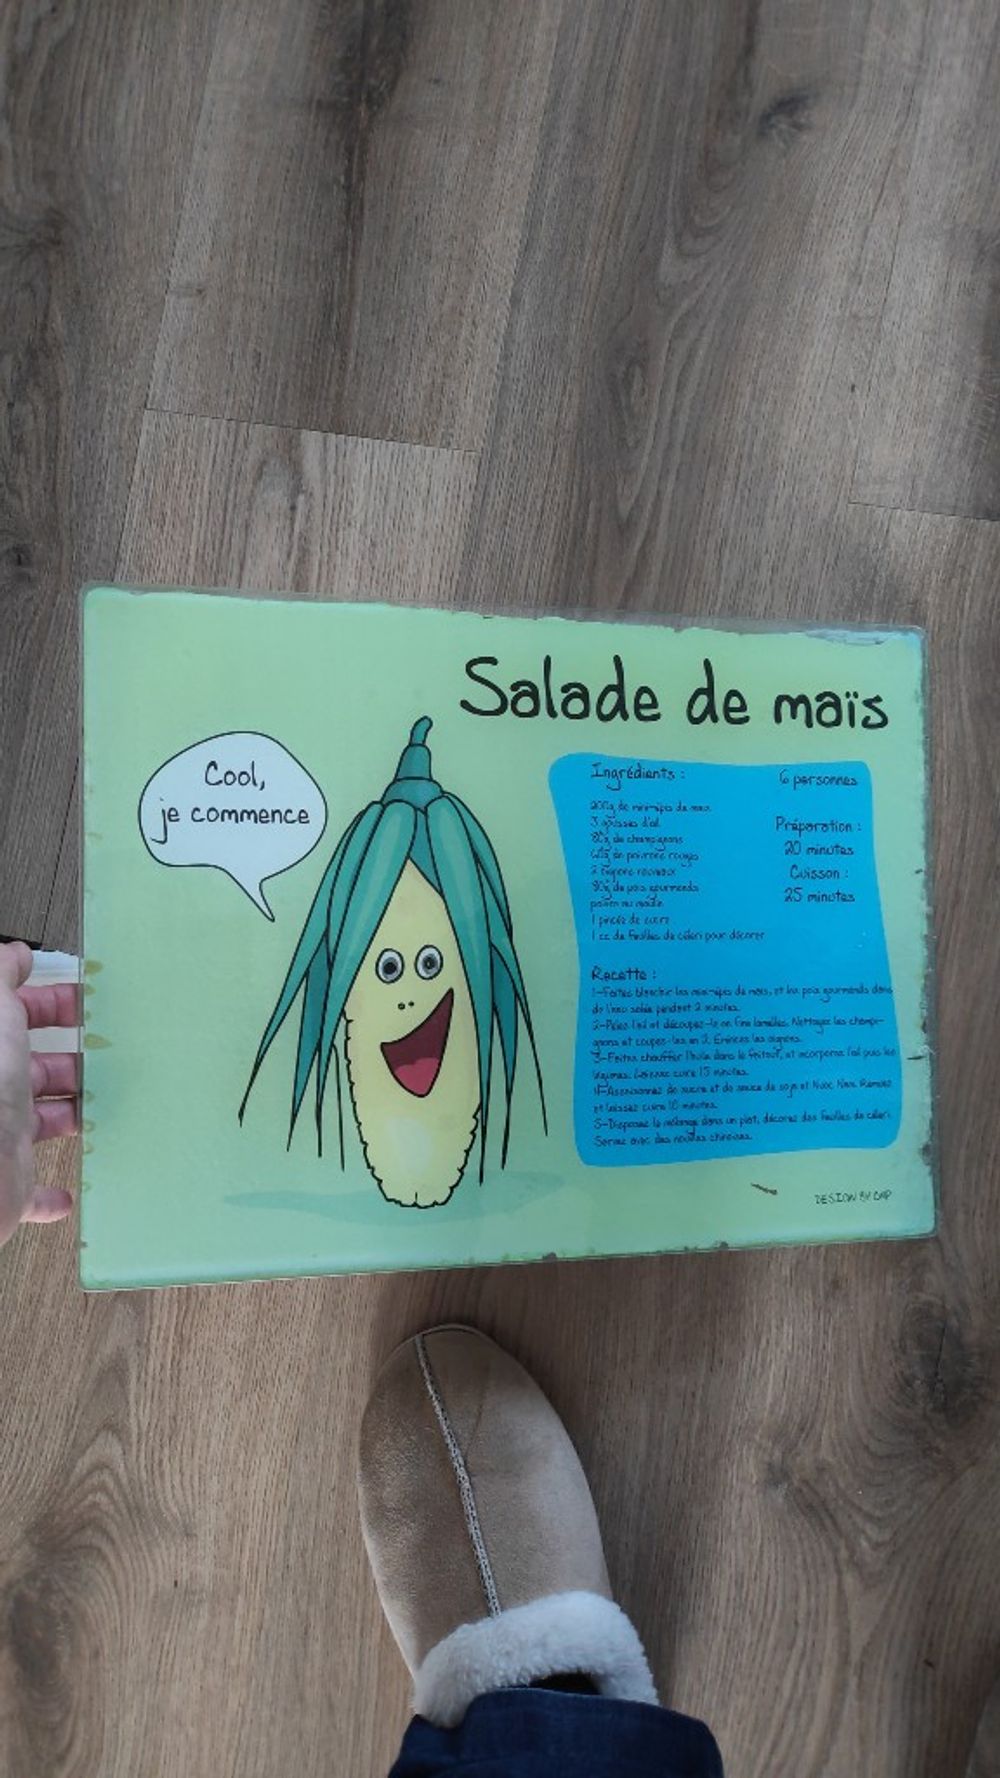 Salade de maïs
Cool,
je commence
Ingrédients :
6 personnes
200g de mini-épis de maïs
3 gousses d'ail
80g de champignons
60g de poivrons rouges
2 oignons nouveaux
80g de pois gourmands
poivre au moulin
1 pincée de sucre
1 cc de feuilles de céleri pour décorer
Préparation :
20 minutes
Cuisson :
25 minutes
Recette :
1-Faites blanchir les mini-épis de maïs, et les pois gourmands dans
de l'eau salée pendant 2 minutes.
2-Pelez l'ail et découpez-le en fine lamelles. Nettoyez les champi-
gnons et coupez-les en 2. Emincez les oignons.
3-Faites chauffer l'huile dans le faitout, et incorporez l'ail puis les
légumes. Laissez cuire 15 minutes.
4-Assaisonnez de sucre et de sauce de soja et Nuoc Nam. Remuez
et laissez cuire 10 minutes.
5-Disposez le mélange dans un plat, décorez des feuilles de céleri.
Servez avec des nouilles chinoises.
DESIGN BY